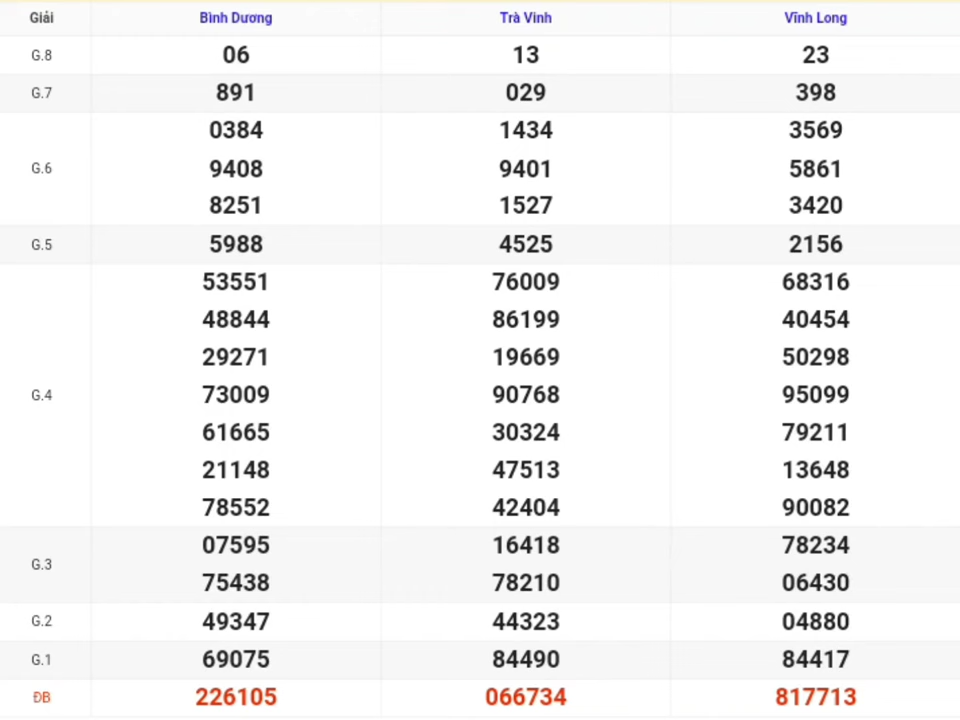 Giải Bình Dương Trà Vinh Vĩnh Long
G.8 06 13 23
G.7 891 029 398
0384 1434 3569
G.6 9408 9401 5861
8251 1527 3420
G.5 5988 4525 2156
53551 76009 68316
48844 86199 40454
29271 19669 50298
G.4 73009 90768 95099
61665 30324 79211
21148 47513 13648
78552 42404 90082
07595 16418 78234
G.3
75438 78210 06430
G.2 49347 44323 04880
G.1 69075 84490 84417
ĐB 226105 066734 817713